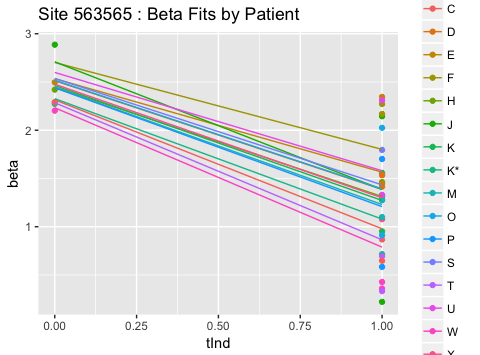 Site 563565 : Beta Fits by Patient
3
2
1
beta
0.00 0.25 0.50 0.75 1.00
tInd
C
D
E
F
H
J
K
K*
M
O
P
S
T
U
W